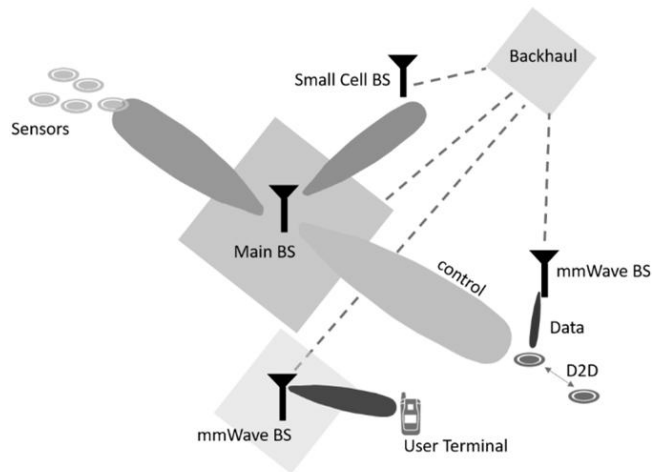 Backhaul
Small Cell BS
Sensors
Main BS
control
mmWave BS
Data
D2D
mmWave BS
User Terminal